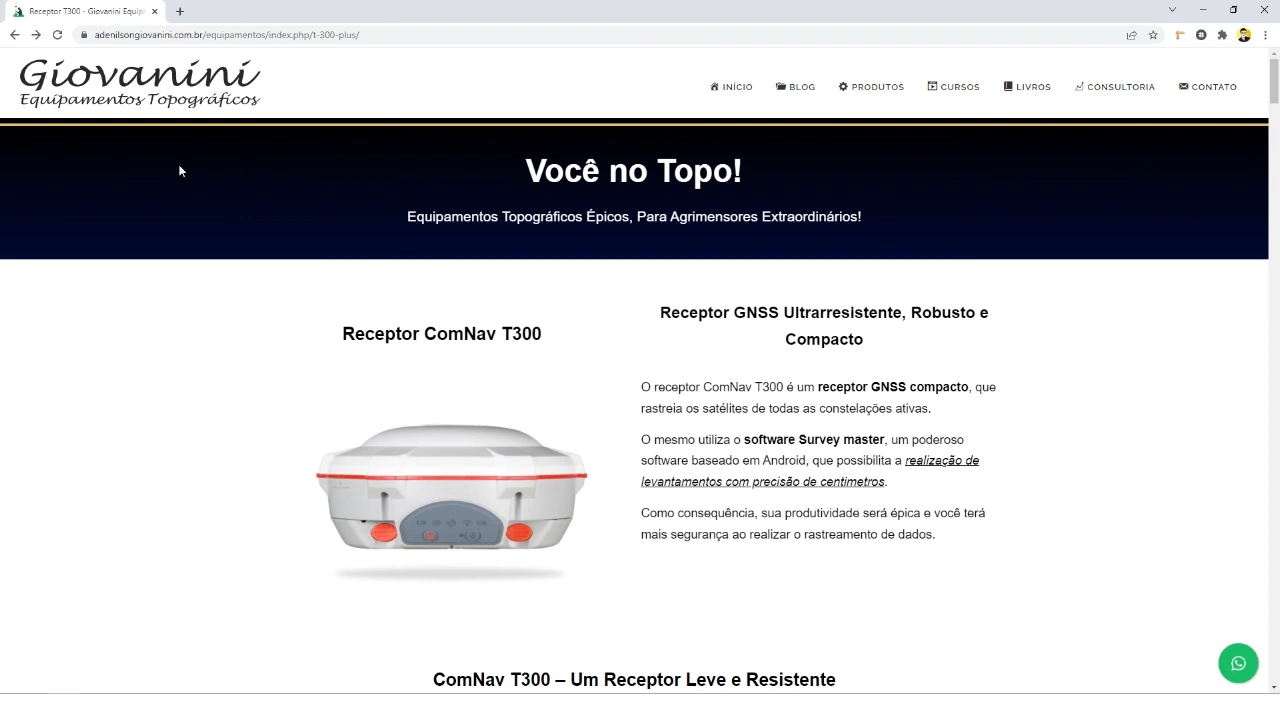 Receptor T300 - Giovanini Equip
adenilsongiovanini.com.br/equipamentos/index.php/t-300-plus/
Giovanini
Equipamentos Topográficos
INÍCIO
BLOG
PRODUTOS
CURSOS
LIVROS
CONSULTORIA
CONTATO
Você no Topo!
Equipamentos Topográficos Épicos, Para Agrimensores Extraordinários!
Receptor ComNav T300
Receptor GNSS Ultrarresistente, Robusto e
Compacto
O receptor ComNav T300 é um receptor GNSS compacto, que
rastreia os satélites de todas as constelações ativas.
O mesmo utiliza o software Survey master, um poderoso
software baseado em Android, que possibilita a realização de
levantamentos com precisão de centimetros.
Como consequência, sua produtividade será épica e você terá
mais segurança ao realizar o rastreamento de dados.
ComNav T300 – Um Receptor Leve e Resistente